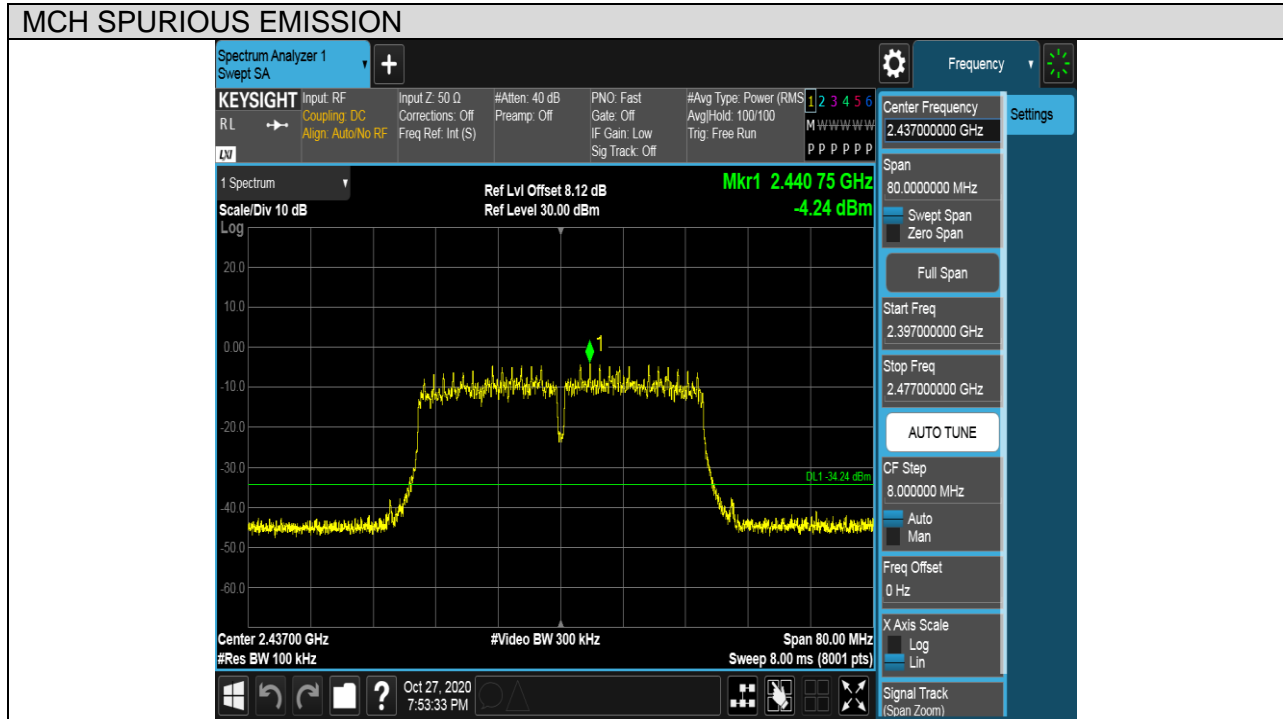 MCH SPURIOUS EMISSION
Spectrum Analyzer 1
Swept SA
Frequency
KEYSIGHT
RL
LXI
Input: RF
Coupling: DC
Align: Auto/No RF
Input Z: 50 Ω
Corrections: Off
Freq Ref: Int (S)
#Atten: 40 dB
Preamp: Off
PNO: Fast
Gate: Off
IF Gain: Low
Sig Track: Off
#Avg Type: Power (RMS
Avg|Hold: 100/100
Trig: Free Run
1 2 3 4 5 6
M W W W W W
P P P P P P
1 Spectrum
Scale/Div 10 dB
Ref Lvl Offset 8.12 dB
Ref Level 30.00 dBm
Mkr1 2.440 75 GHz
-4.24 dBm
Log
20.0
10.0
0.00
-10.0
-20.0
-30.0
-40.0
-50.0
-60.0
1
DL1 -34.24 dBm
Center 2.43700 GHz
#Res BW 100 kHz
#Video BW 300 kHz
Span 80.00 MHz
Sweep 8.00 ms (8001 pts)
Oct 27, 2020
7:53:33 PM
Center Frequency
2.437000000 GHz
Settings
Span
80.0000000 MHz
Swept Span
Zero Span
Full Span
Start Freq
2.397000000 GHz
Stop Freq
2.477000000 GHz
AUTO TUNE
CF Step
8.000000 MHz
Auto
Man
Freq Offset
0 Hz
X Axis Scale
Log
Lin
Signal Track
(Span Zoom)